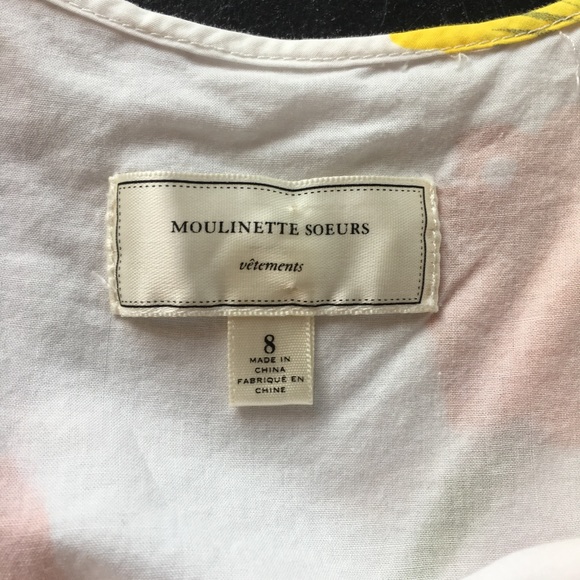 MOULINETTE SOEURS
vêtements
8
MADE IN
CHINA
FABRIQUÉ EN
CHINE